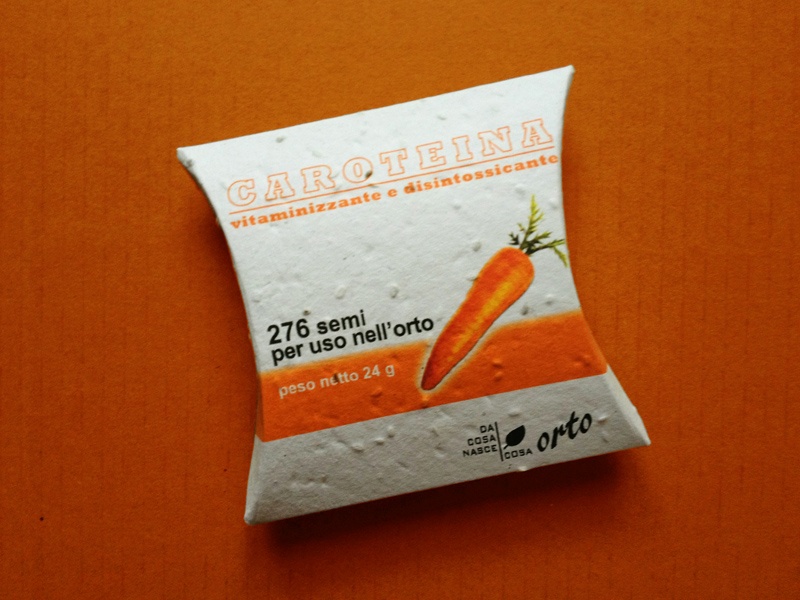 CAROTEINA
vitaminizzante e disintossicante
276 semi
per uso nell'orto
peso netto 24 g
DA
COSA
NASCE
COSA
orto